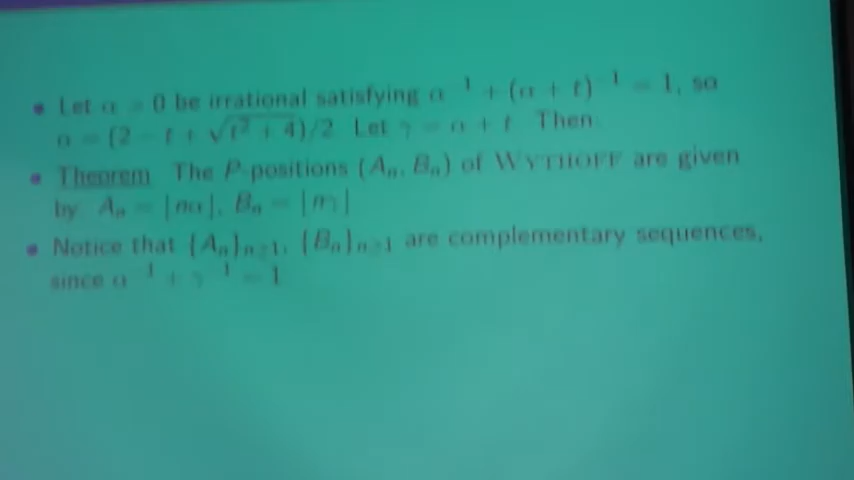 • Let α > 0 be irrational satisfying α⁻¹ + (α + t)⁻¹ = 1, so
α = (2 − t + √(t² + 4))/2. Let γ = α + t. Then:
• Theorem. The P-positions (Aₙ, Bₙ) of WYTHOFF are given
by: Aₙ = ⌊nα⌋, Bₙ = ⌊nγ⌋
• Notice that {Aₙ}ₙ≥₁, {Bₙ}ₙ≥₁ are complementary sequences,
since α⁻¹ + γ⁻¹ = 1